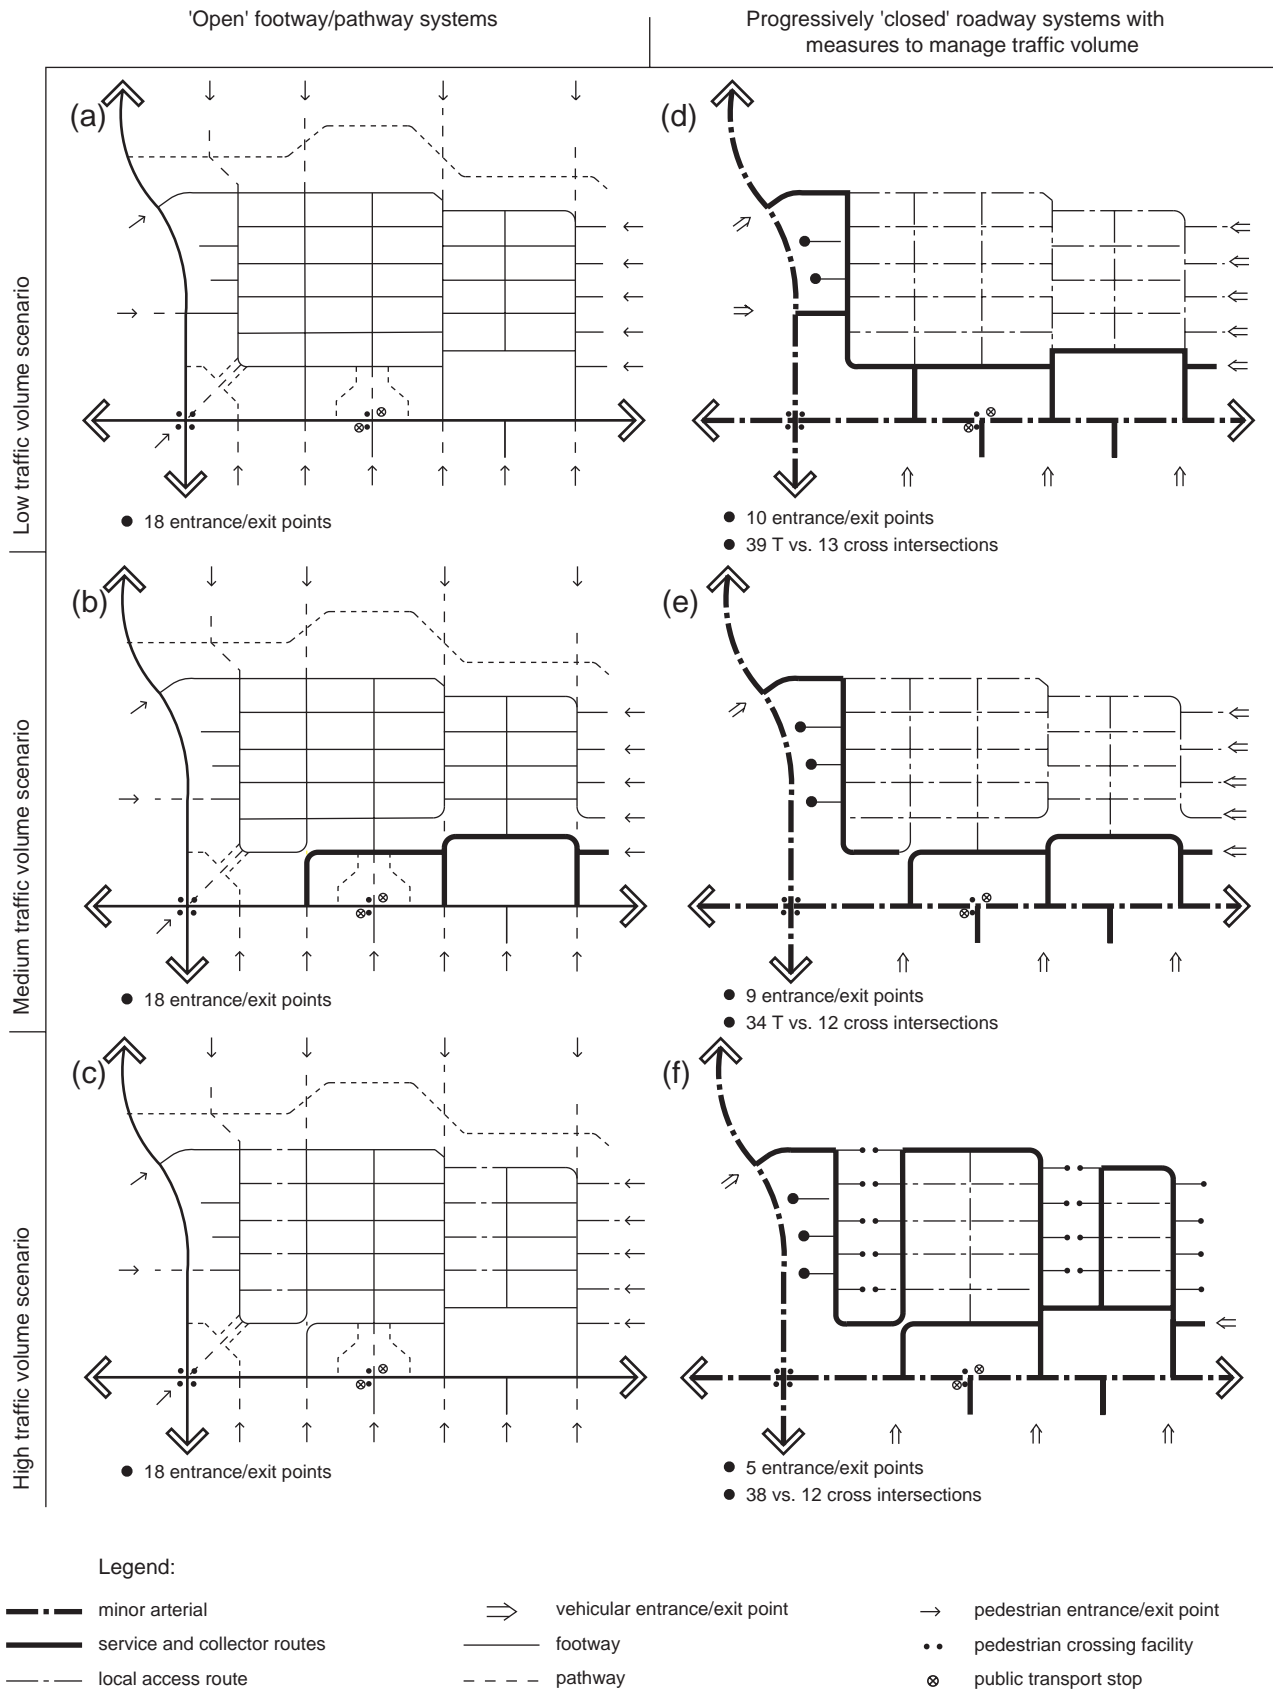 'Open' footway/pathway systems
Progressively 'closed' roadway systems with
measures to manage traffic volume
Low traffic volume scenario
(a)
18 entrance/exit points
(d)
10 entrance/exit points
39 T vs. 13 cross intersections
Medium traffic volume scenario
(b)
18 entrance/exit points
(e)
9 entrance/exit points
34 T vs. 12 cross intersections
High traffic volume scenario
(c)
18 entrance/exit points
(f)
5 entrance/exit points
38 vs. 12 cross intersections
Legend:
minor arterial
service and collector routes
local access route
vehicular entrance/exit point
footway
pathway
pedestrian entrance/exit point
pedestrian crossing facility
public transport stop